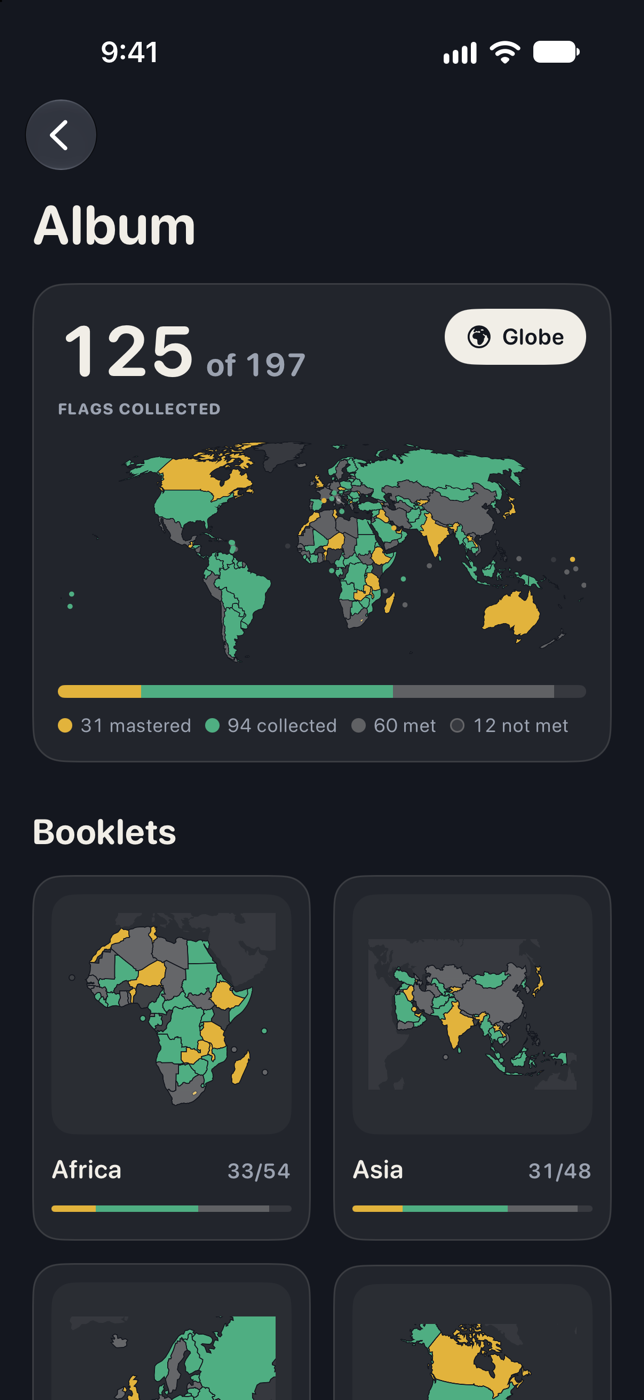 9:41
Album
125 of 197
Globe
FLAGS COLLECTED
31 mastered 94 collected 60 met 12 not met
Booklets
Africa 33/54
Asia 31/48